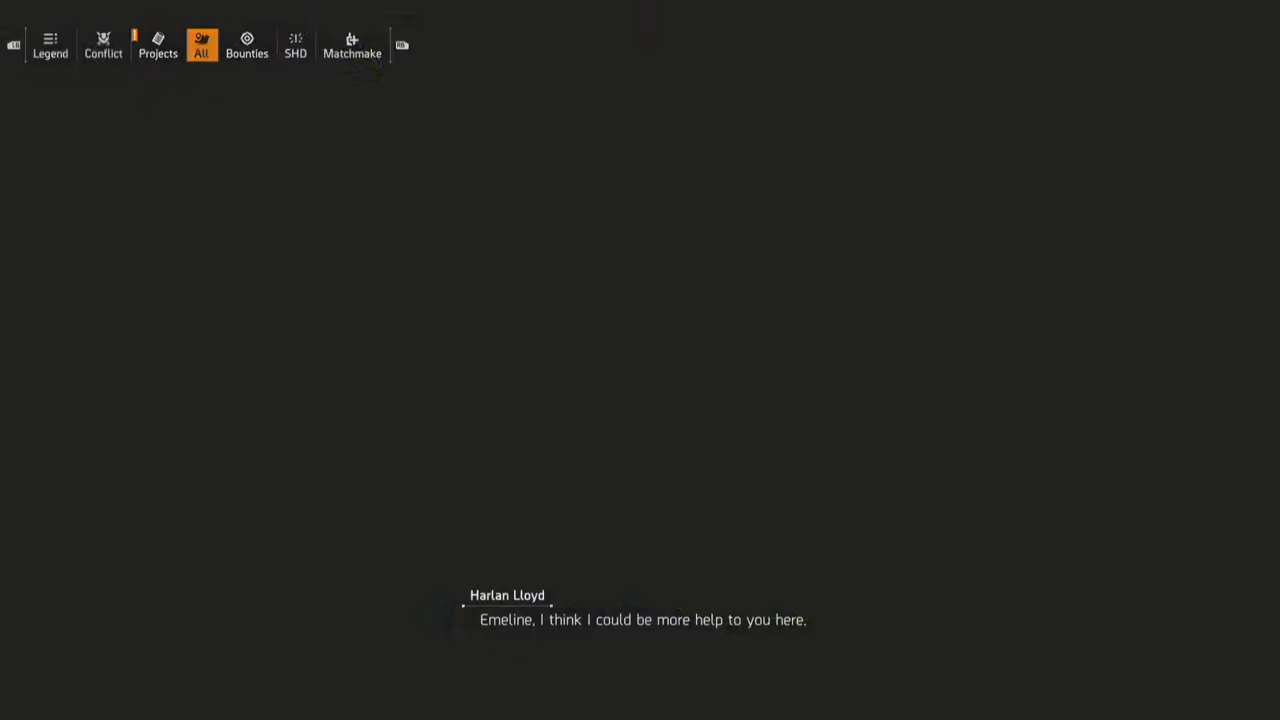 Legend Conflict Projects All Bounties SHD Matchmake
Harlan Lloyd
Emeline, I think I could be more help to you here.